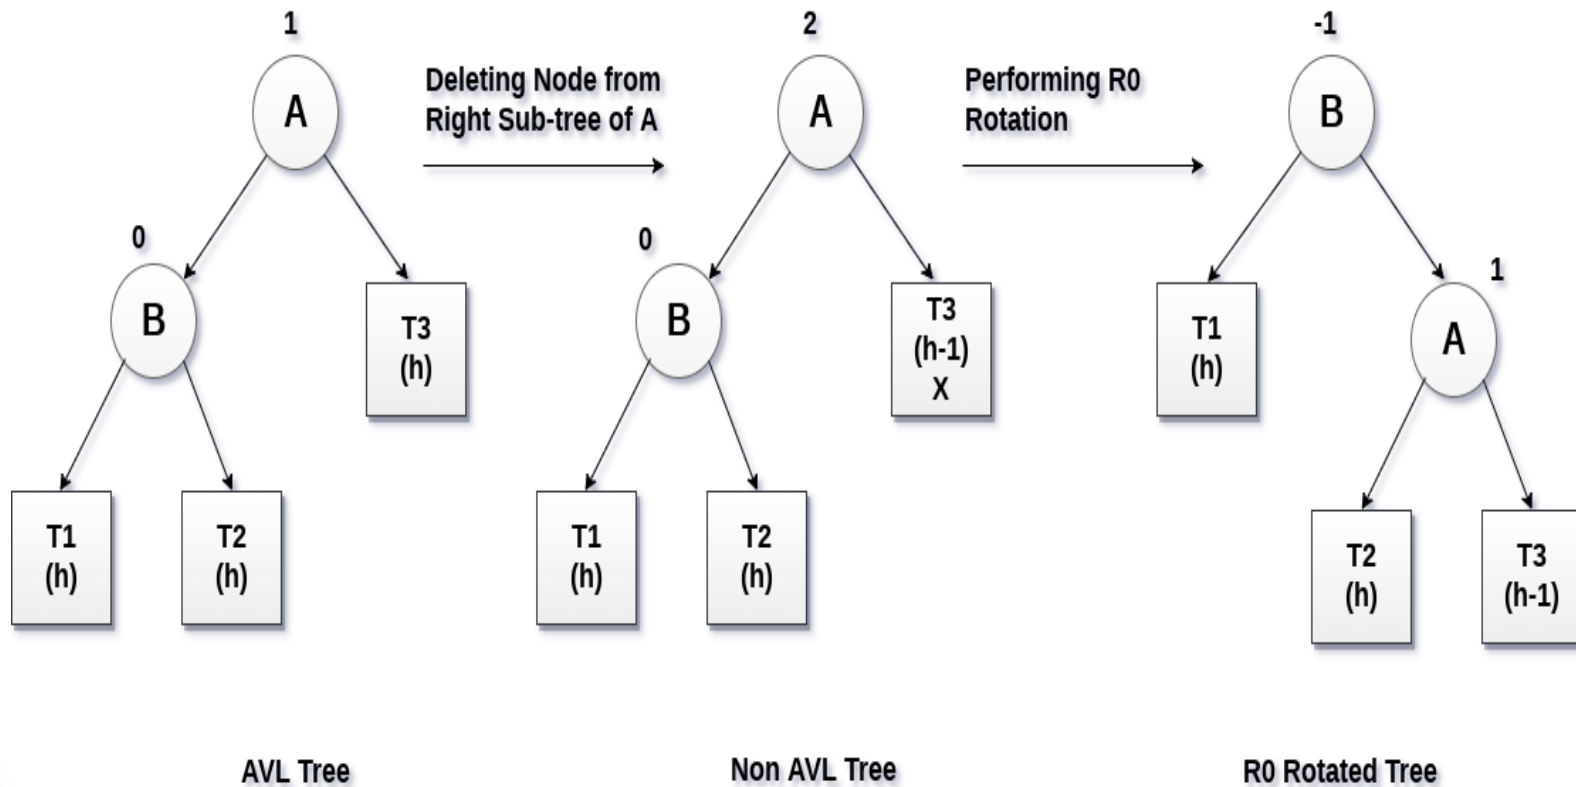 1
A
0
B
T3
(h)
T1
(h)
T2
(h)
AVL Tree
Deleting Node from
Right Sub-tree of A
2
A
0
B
T3
(h-1)
X
T1
(h)
T2
(h)
Non AVL Tree
Performing R0
Rotation
-1
B
T1
(h)
1
A
T2
(h)
T3
(h-1)
R0 Rotated Tree